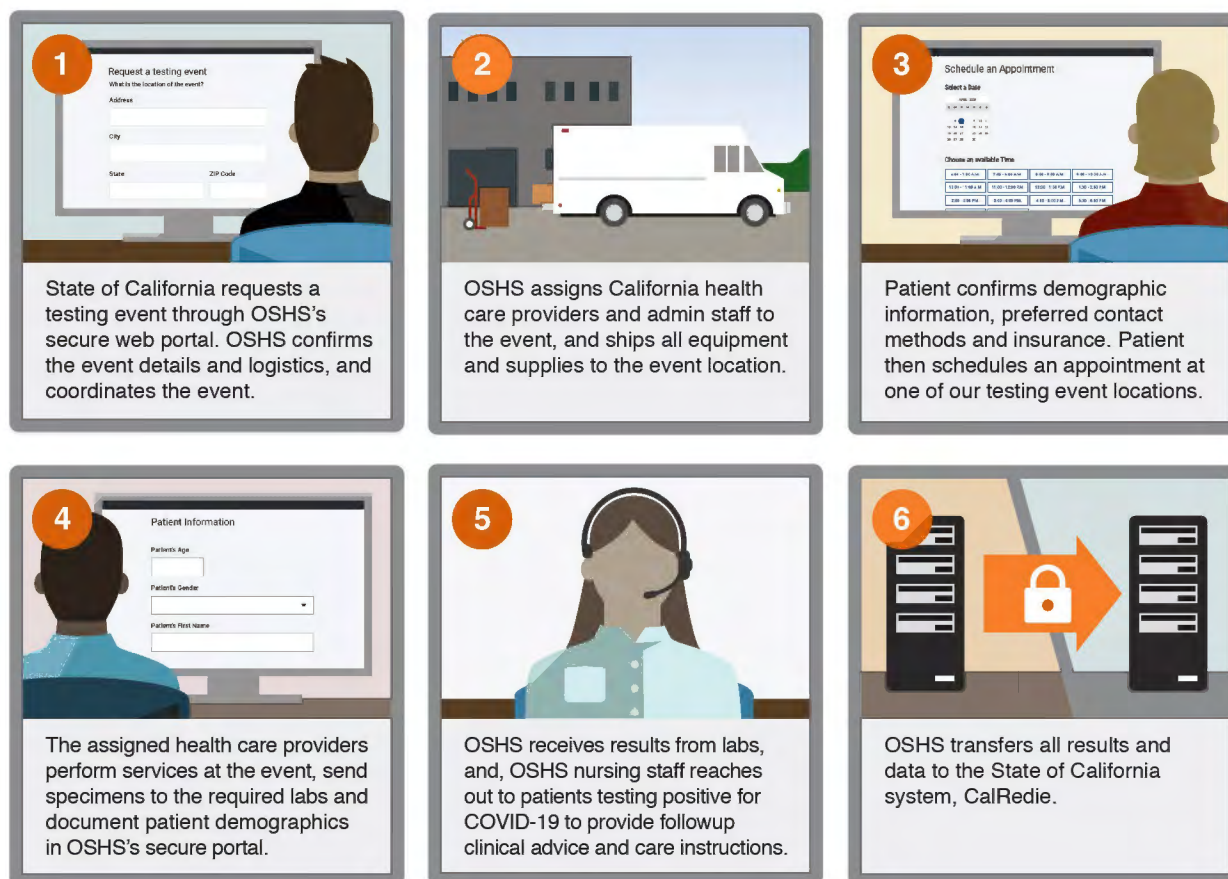 1
Request a testing event
What is the location of the event?
Address
City
State ZIP Code
State of California requests a
testing event through OSHS's
secure web portal. OSHS confirms
the event details and logistics, and
coordinates the event.
2
OSHS assigns California health
care providers and admin staff to
the event, and ships all equipment
and supplies to the event location.
3
Schedule an Appointment
Select a Date
Choose an available Time
Patient confirms demographic
information, preferred contact
methods and insurance. Patient
then schedules an appointment at
one of our testing event locations.
4
Patient Information
Patient's Age
Patient's Gender
Patient's First Name
The assigned health care providers
perform services at the event, send
specimens to the required labs and
document patient demographics
in OSHS's secure portal.
5
OSHS receives results from labs,
and, OSHS nursing staff reaches
out to patients testing positive for
COVID-19 to provide followup
clinical advice and care instructions.
6
OSHS transfers all results and
data to the State of California
system, CalRedie.